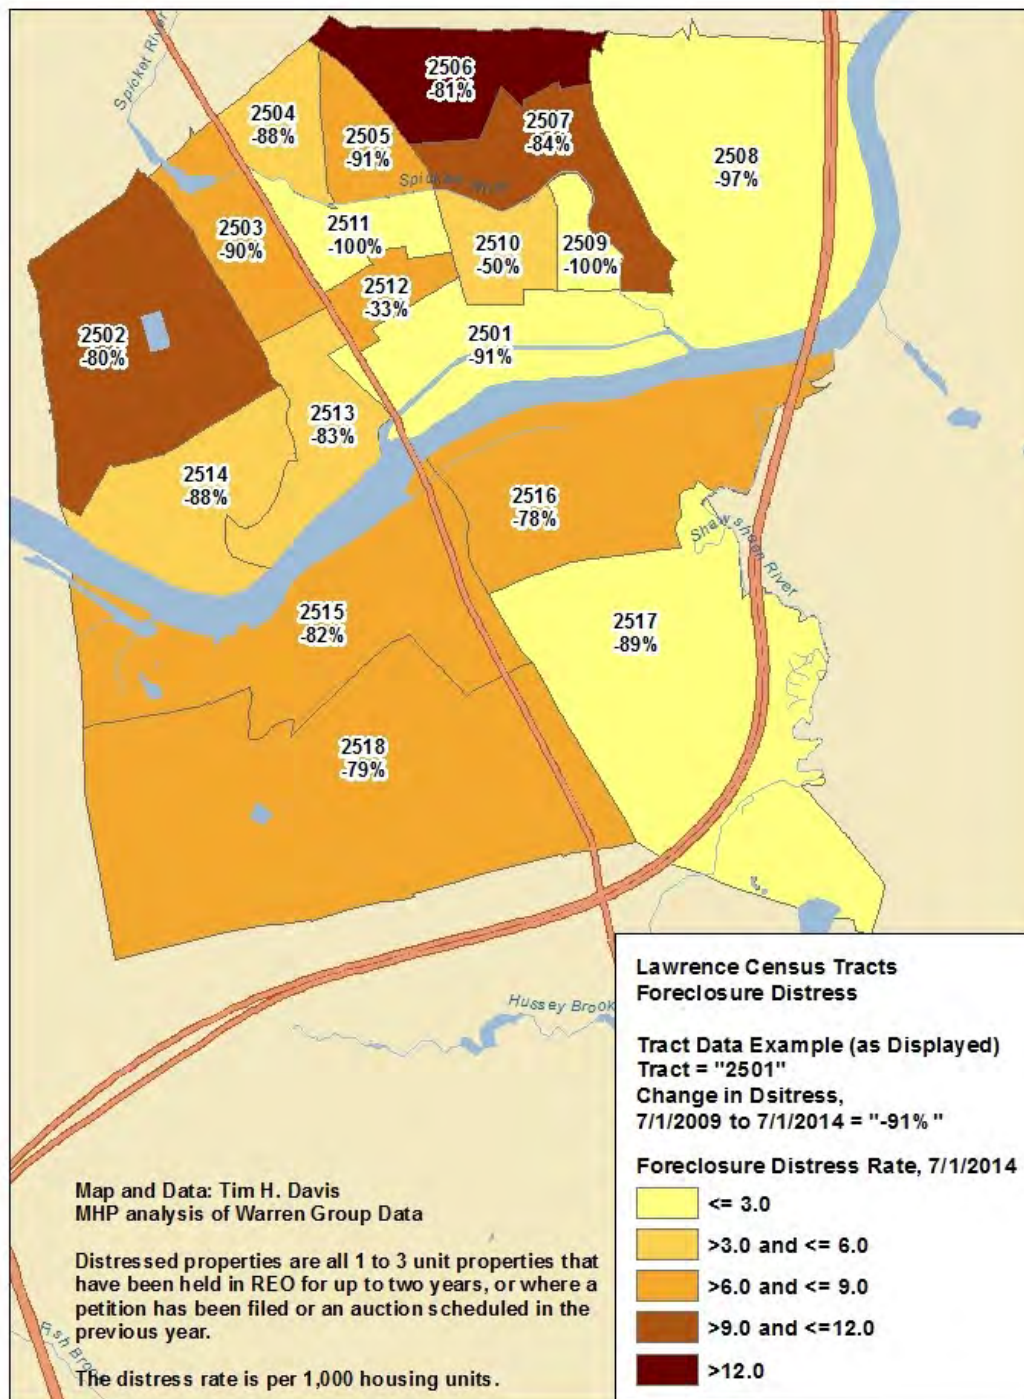 Spicket River
2506
-81%
2504
-88%
2505
-91%
2507
-84%
2508
-97%
Spicket River
2503
-90%
2511
-100%
2510
-50%
2509
-100%
2512
-33%
2502
-80%
2501
-91%
2513
-83%
2514
-88%
2516
-78%
Shawsheen River
2515
-82%
2517
-89%
2518
-79%
Hussey Brook
Lawrence Census Tracts
Foreclosure Distress
Tract Data Example (as Displayed)
Tract = "2501"
Change in Dsitress,
7/1/2009 to 7/1/2014 = "-91%"
Foreclosure Distress Rate, 7/1/2014
<= 3.0
>3.0 and <= 6.0
>6.0 and <= 9.0
>9.0 and <=12.0
>12.0
Map and Data: Tim H. Davis
MHP analysis of Warren Group Data
Distressed properties are all 1 to 3 unit properties that
have been held in REO for up to two years, or where a
petition has been filed or an auction scheduled in the
previous year.
Fish Brook
The distress rate is per 1,000 housing units.